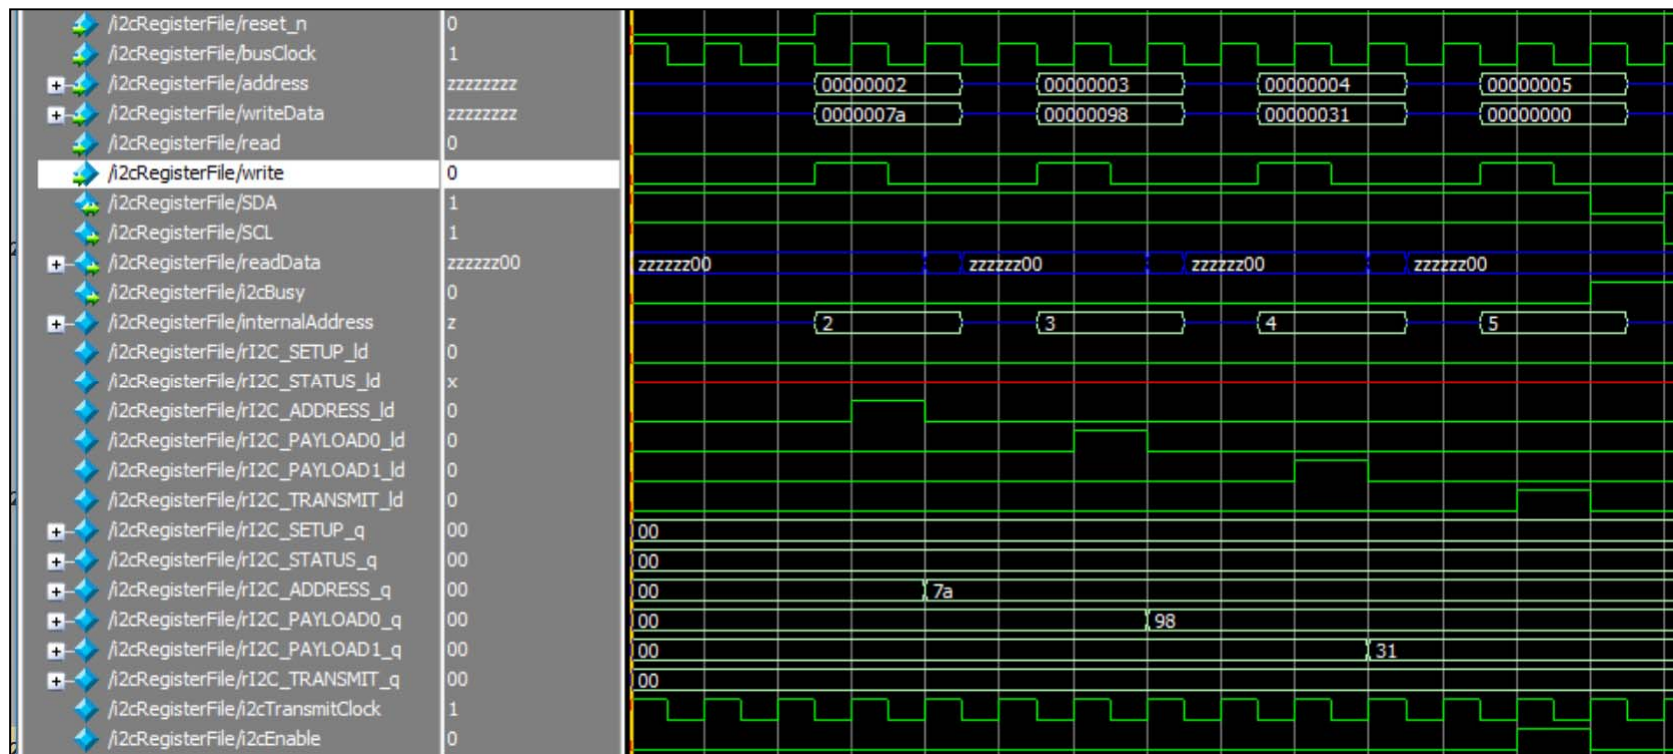 /i2cRegisterFile/reset_n 0
/i2cRegisterFile/busClock 1
/i2cRegisterFile/address zzzzzzzz 00000002 00000003 00000004 00000005
/i2cRegisterFile/writeData zzzzzzzz 0000007a 00000098 00000031 00000000
/i2cRegisterFile/read 0
/i2cRegisterFile/write 0
/i2cRegisterFile/SDA 1
/i2cRegisterFile/SCL 1
/i2cRegisterFile/readData zzzzzz00 zzzzzz00 zzzzzz00 zzzzzz00 zzzzzz00
/i2cRegisterFile/i2cBusy 0
/i2cRegisterFile/internalAddress z 2 3 4 5
/i2cRegisterFile/rI2C_SETUP_ld 0
/i2cRegisterFile/rI2C_STATUS_ld x
/i2cRegisterFile/rI2C_ADDRESS_ld 0
/i2cRegisterFile/rI2C_PAYLOAD0_ld 0
/i2cRegisterFile/rI2C_PAYLOAD1_ld 0
/i2cRegisterFile/rI2C_TRANSMIT_ld 0
/i2cRegisterFile/rI2C_SETUP_q 00 00
/i2cRegisterFile/rI2C_STATUS_q 00 00
/i2cRegisterFile/rI2C_ADDRESS_q 00 00 7a
/i2cRegisterFile/rI2C_PAYLOAD0_q 00 00 98
/i2cRegisterFile/rI2C_PAYLOAD1_q 00 00 31
/i2cRegisterFile/rI2C_TRANSMIT_q 00 00
/i2cRegisterFile/i2cTransmitClock 1
/i2cRegisterFile/i2cEnable 0